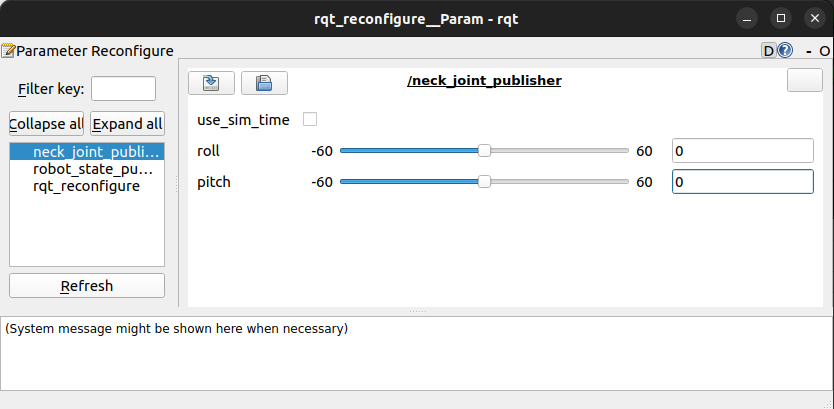 rqt_reconfigure__Param - rqt
Parameter Reconfigure
D ? - O
Filter key:
Collapse all Expand all
neck_joint_publi...
robot_state_pu...
rqt_reconfigure
Refresh
/neck_joint_publisher
use_sim_time
roll -60 60 0
pitch -60 60 0
(System message might be shown here when necessary)